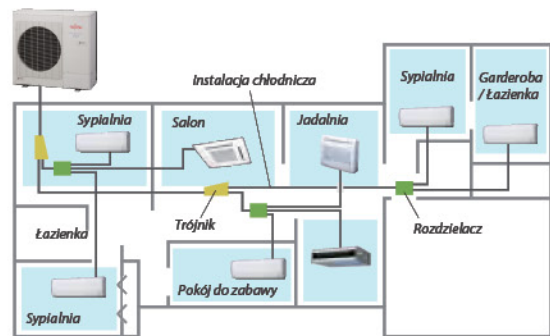 instalacja chłodnicza
Sypialnia
Garderoba
/ Łazienka
Sypialnia
Salon
Jadalnia
Łazienka
Trójnik
Rozdzielacz
Sypialnia
Pokój do zabawy